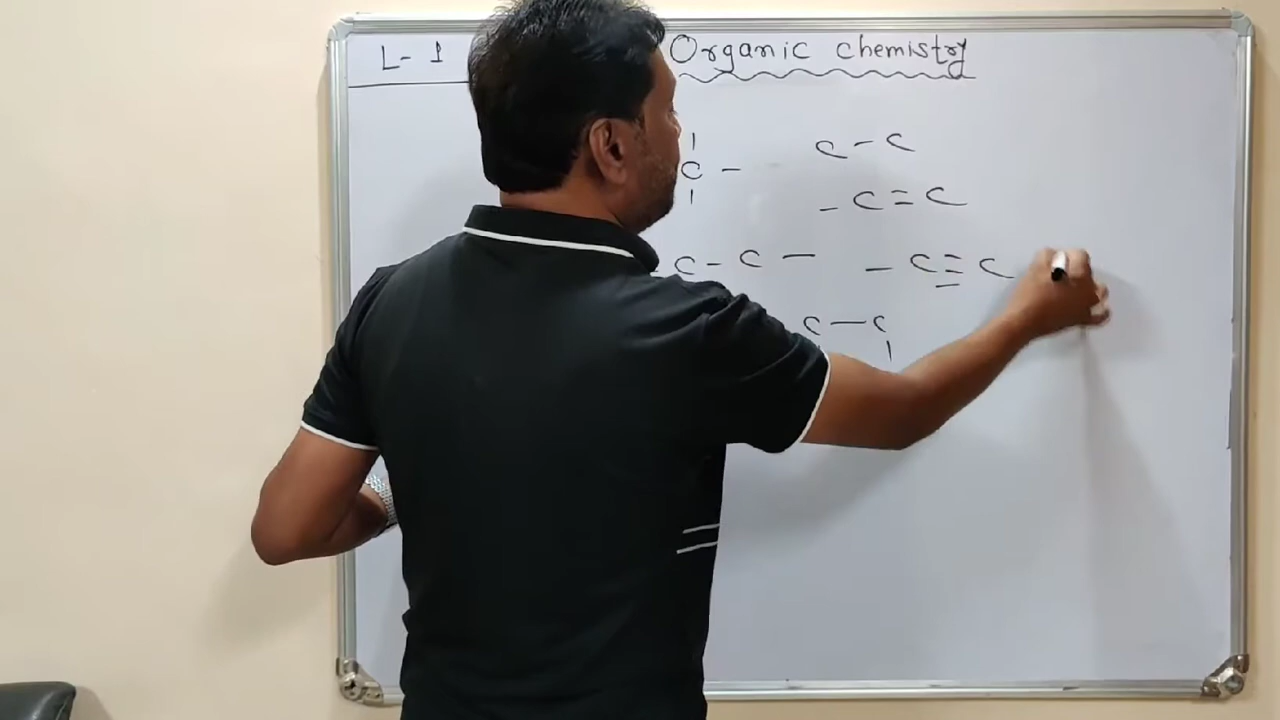 L-1 Organic chemistry
C - C - C
- C = C
C - C - - C ≡ C
C - C